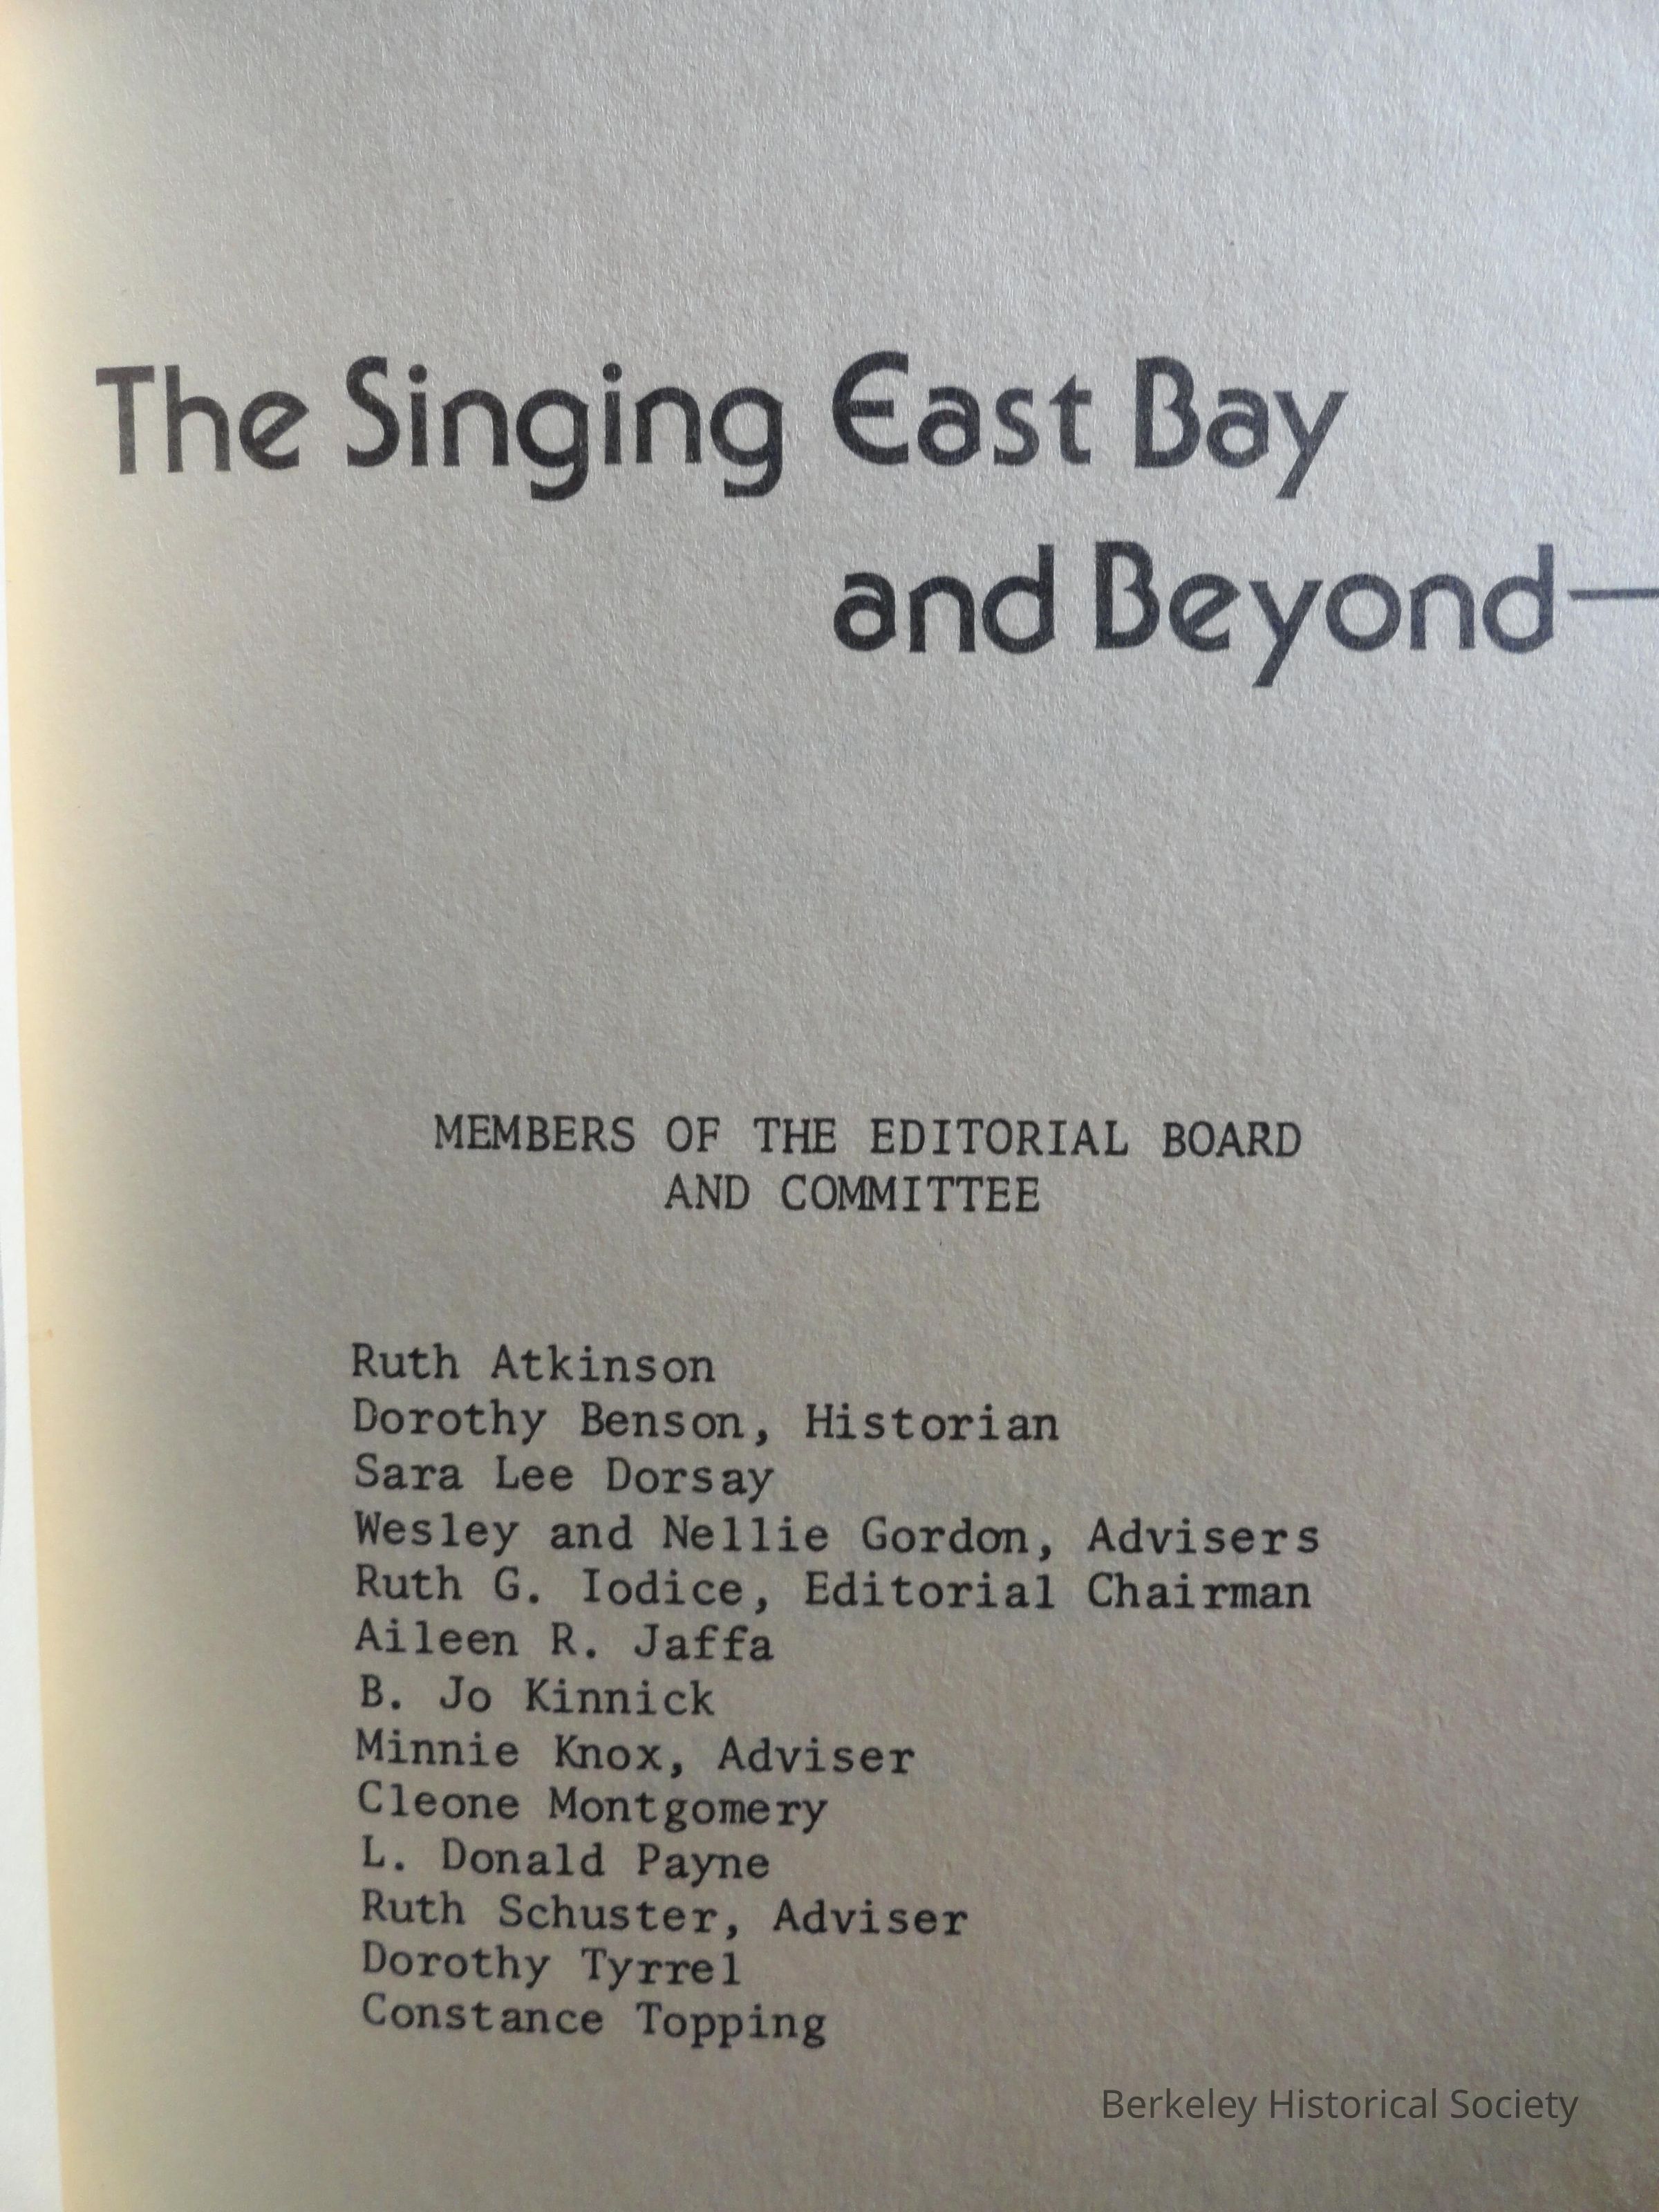 The Singing East Bay
and Beyond—
MEMBERS OF THE EDITORIAL BOARD
AND COMMITTEE
Ruth Atkinson
Dorothy Benson, Historian
Sara Lee Dorsay
Wesley and Nellie Gordon, Advisers
Ruth G. Iodice, Editorial Chairman
Aileen R. Jaffa
B. Jo Kinnick
Minnie Knox, Adviser
Cleone Montgomery
L. Donald Payne
Ruth Schuster, Adviser
Dorothy Tyrrel
Constance Topping
Berkeley Historical Society